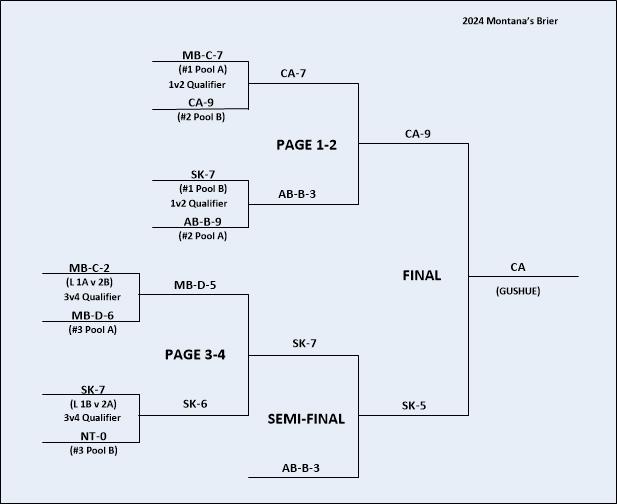 2024 Montana's Brier
MB-C-7
(#1 Pool A)
1v2 Qualifier
CA-9
(#2 Pool B)
CA-7
PAGE 1-2
CA-9
SK-7
(#1 Pool B)
1v2 Qualifier
AB-B-9
(#2 Pool A)
AB-B-3
FINAL
CA
(GUSHUE)
MB-C-2
(L 1A v 2B)
3v4 Qualifier
MB-D-6
(#3 Pool A)
MB-D-5
PAGE 3-4
SK-7
SK-7
(L 1B v 2A)
3v4 Qualifier
NT-0
(#3 Pool B)
SK-6
SEMI-FINAL
SK-5
AB-B-3